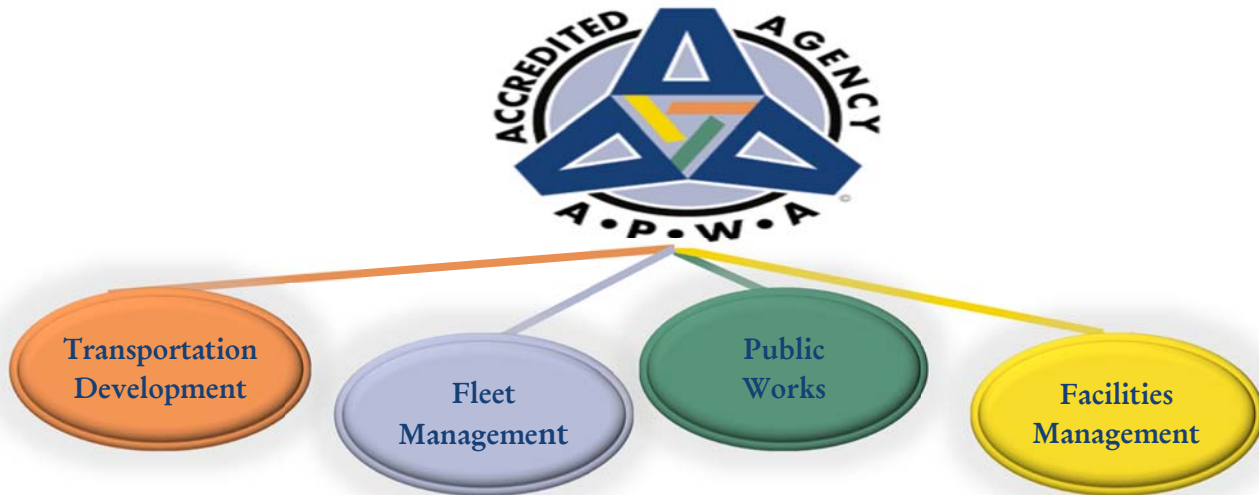 ACCREDITED AGENCY
A•P•W•A
©
Transportation
Development
Fleet
Management
Public
Works
Facilities
Management